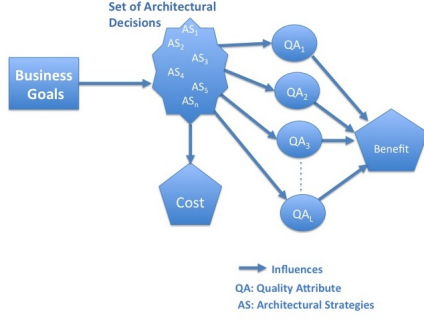 Set of Architectural
Decisions
AS1
AS2
AS3
AS4
AS5
ASn
Business
Goals
QA1
QA2
QA3
QAL
Benefit
Cost
Influences
QA: Quality Attribute
AS: Architectural Strategies